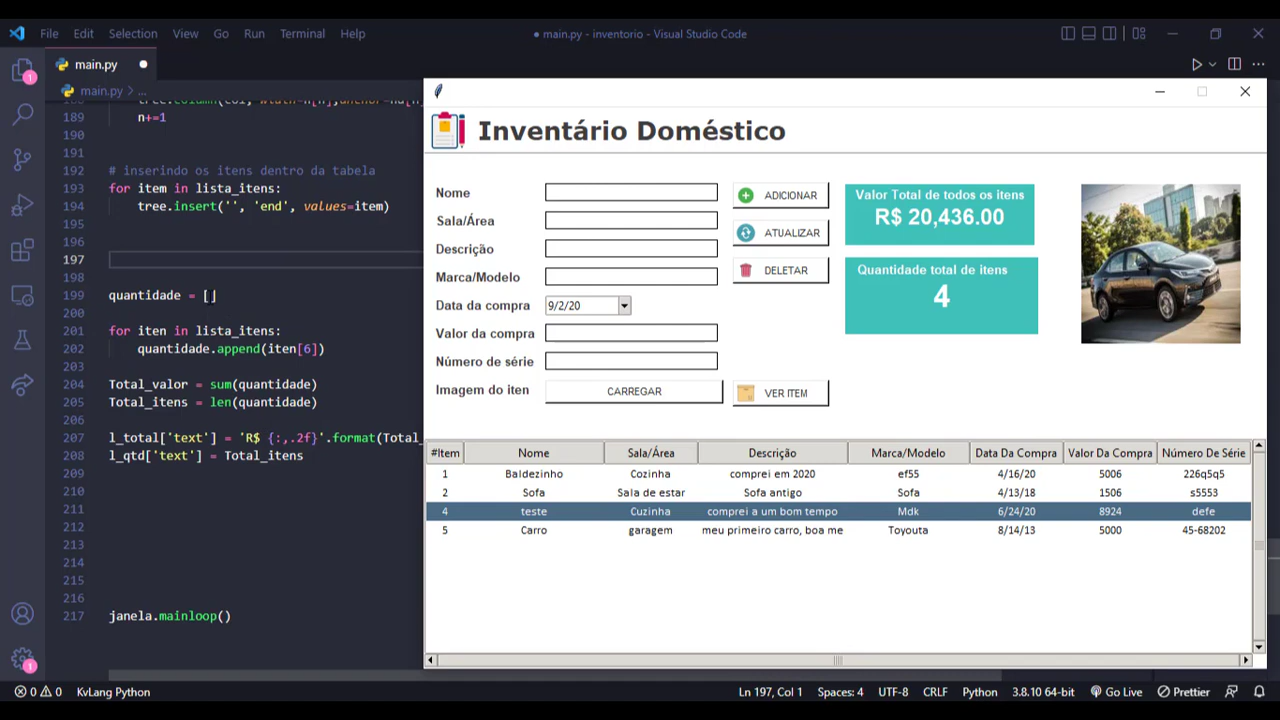 File Edit Selection View Go Run Terminal Help
● main.py - inventorio - Visual Studio Code
main.py
main.py > ...
189 n+=1
190
191
192 # inserindo os itens dentro da tabela
193 for item in lista_itens:
194 tree.insert('', 'end', values=item)
195
196
197
198
199 quantidade = []
200
201 for iten in lista_itens:
202 quantidade.append(iten[6])
203
204 Total_valor = sum(quantidade)
205 Total_itens = len(quantidade)
206
207 l_total['text'] = 'R$ {:,.2f}'.format(Total_
208 l_qtd['text'] = Total_itens
209
210
211
212
213
214
215
216
217 janela.mainloop()
Inventário Doméstico
Nome
Sala/Área
Descrição
Marca/Modelo
Data da compra 9/2/20
Valor da compra
Número de série
Imagem do iten CARREGAR
ADICIONAR
ATUALIZAR
DELETAR
VER ITEM
Valor Total de todos os itens
R$ 20,436.00
Quantidade total de itens
4
#Item Nome Sala/Área Descrição Marca/Modelo Data Da Compra Valor Da Compra Número De Série
1 Baldezinho Cozinha comprei em 2020 ef55 4/16/20 5006 226q5q5
2 Sofa Sala de estar Sofa antigo Sofa 4/13/18 1506 s5553
4 teste Cuzinha comprei a um bom tempo Mdk 6/24/20 8924 defe
5 Carro garagem meu primeiro carro, boa me Toyouta 8/14/13 5000 45-68202
1
1
0 0 KvLang Python Ln 197, Col 1 Spaces: 4 UTF-8 CRLF Python 3.8.10 64-bit Go Live Prettier